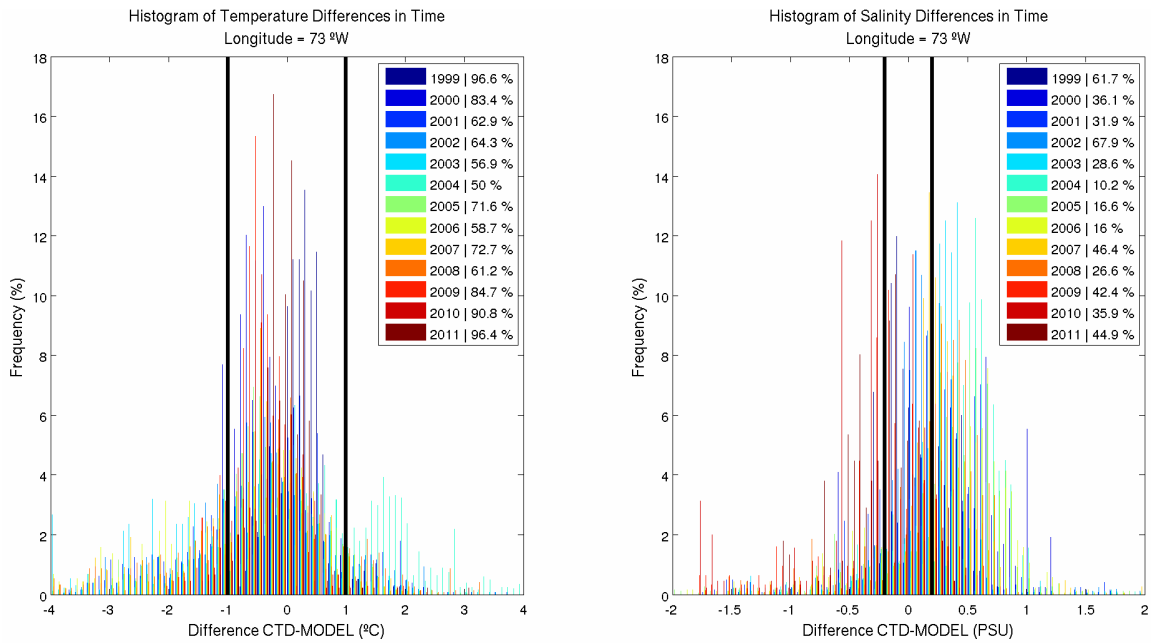 Histogram of Temperature Differences in Time
Longitude = 73 ºW
18
16
14
12
10
8
6
4
2
0
Frequency (%)
-4
-3
-2
-1
0
1
2
3
4
Difference CTD-MODEL (ºC)
1999 | 96.6 %
2000 | 83.4 %
2001 | 62.9 %
2002 | 64.3 %
2003 | 56.9 %
2004 | 50 %
2005 | 71.6 %
2006 | 58.7 %
2007 | 72.7 %
2008 | 61.2 %
2009 | 84.7 %
2010 | 90.8 %
2011 | 96.4 %
Histogram of Salinity Differences in Time
Longitude = 73 ºW
18
16
14
12
10
8
6
4
2
0
Frequency (%)
-2
-1.5
-1
-0.5
0
0.5
1
1.5
2
Difference CTD-MODEL (PSU)
1999 | 61.7 %
2000 | 36.1 %
2001 | 31.9 %
2002 | 67.9 %
2003 | 28.6 %
2004 | 10.2 %
2005 | 16.6 %
2006 | 16 %
2007 | 46.4 %
2008 | 26.6 %
2009 | 42.4 %
2010 | 35.9 %
2011 | 44.9 %